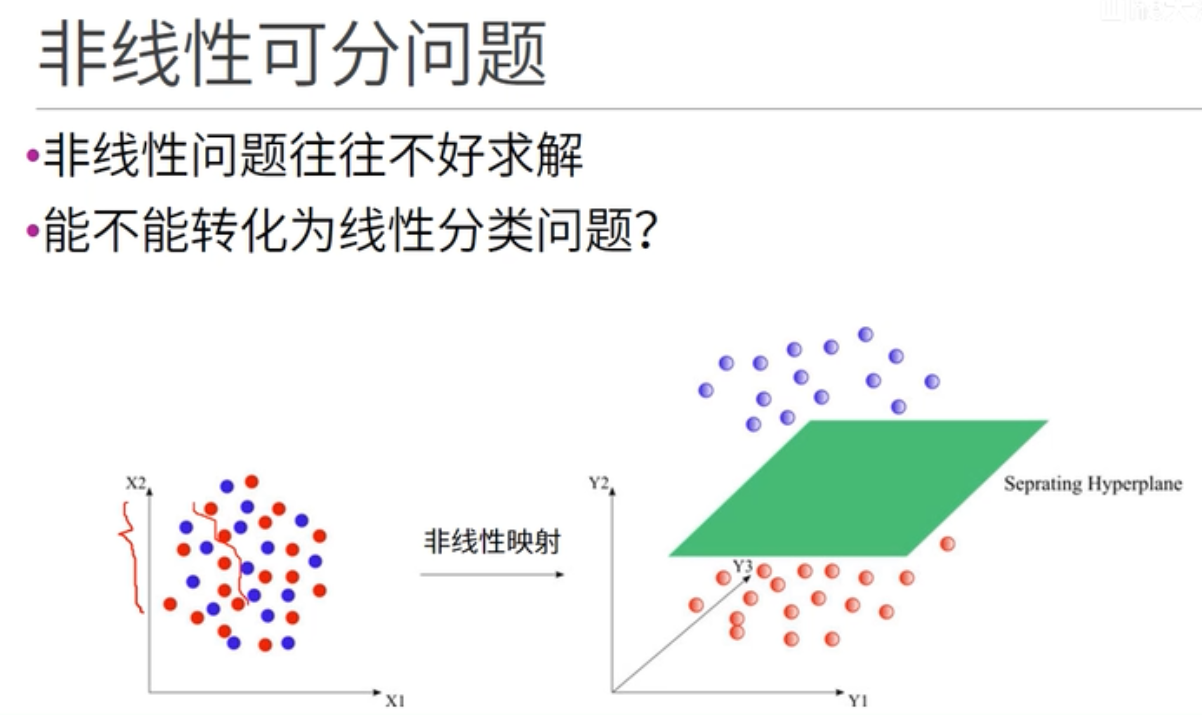 非线性可分问题
•非线性问题往往不好求解
•能不能转化为线性分类问题？
X2
X1
非线性映射
Y2
Y3
Y1
Seprating Hyperplane